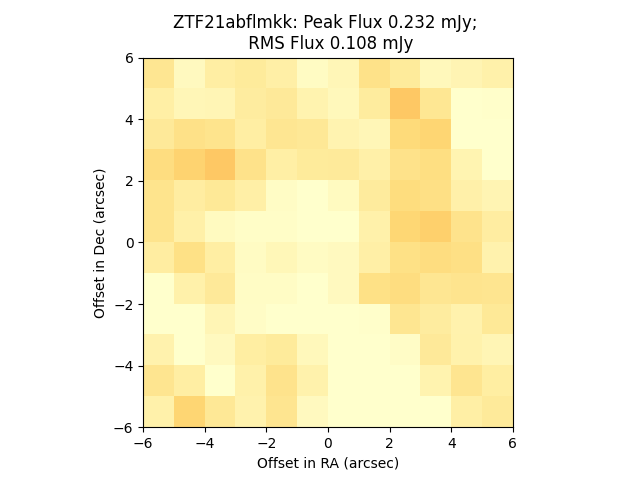 ZTF21abflmkk: Peak Flux 0.232 mJy;
RMS Flux 0.108 mJy
6
4
2
0
−2
−4
−6
Offset in Dec (arcsec)
−6 −4 −2 0 2 4 6
Offset in RA (arcsec)